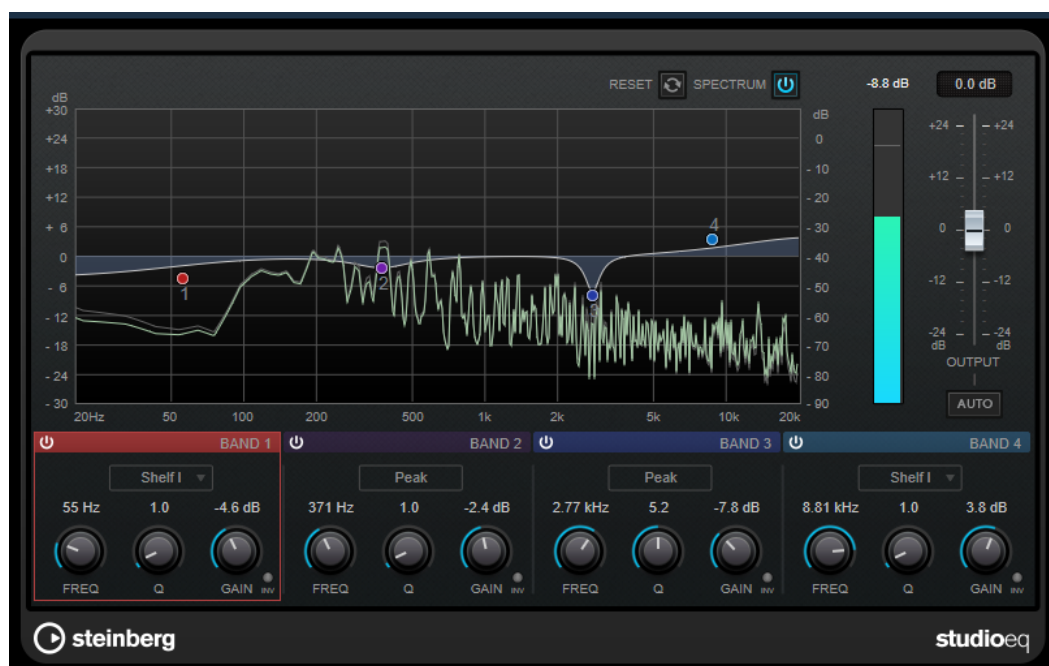 RESET SPECTRUM -8.8 dB 0.0 dB
dB
+30 dB
+24 0 +24 +24
+18 - 10
+12 - 20 +12 +12
+ 6 - 30
0 - 40 0 0
4
- 6 - 50
1 2 3
- 12 - 60 -12 -12
- 18 - 70
- 24 - 80 -24 -24
dB dB
- 30 - 90
OUTPUT
20Hz 50 100 200 500 1k 2k 5k 10k 20k AUTO
BAND 1 BAND 2 BAND 3 BAND 4
Shelf I Peak Peak Shelf I
55 Hz 1.0 -4.6 dB 371 Hz 1.0 -2.4 dB 2.77 kHz 5.2 -7.8 dB 8.81 kHz 1.0 3.8 dB
FREQ Q GAIN INV FREQ Q GAIN INV FREQ Q GAIN INV FREQ Q GAIN INV
steinberg studioeq